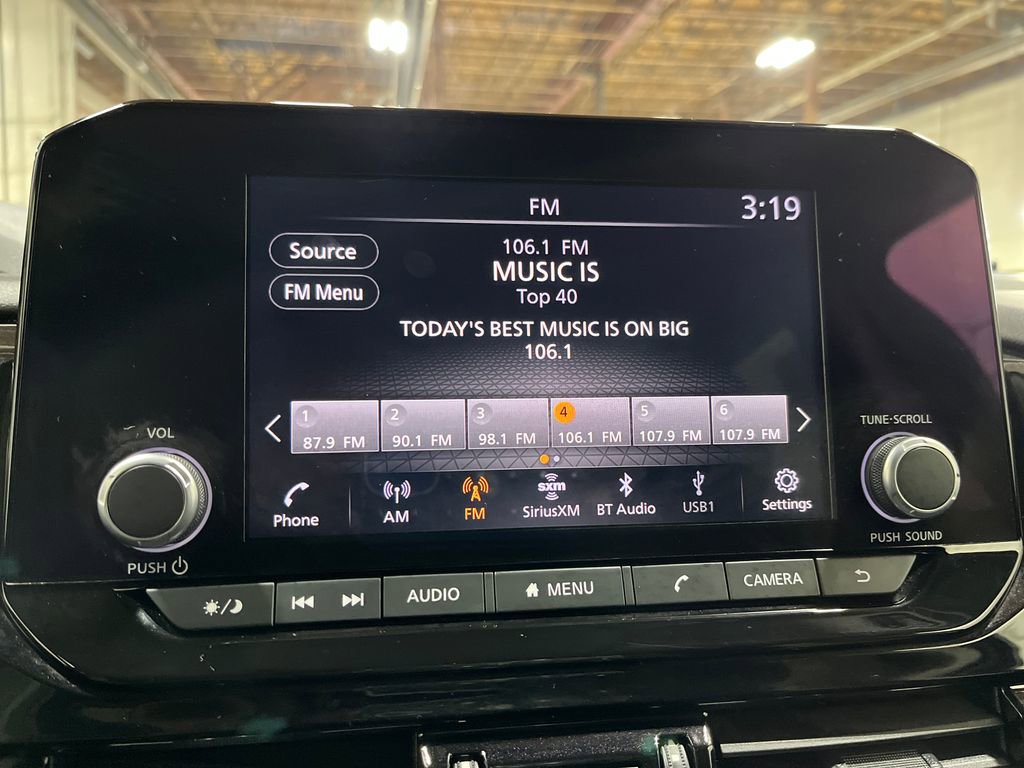 FM
3:19
Source
FM Menu
106.1 FM
MUSIC IS
Top 40
TODAY'S BEST MUSIC IS ON BIG
106.1
1 2 3 4 5 6
87.9 FM 90.1 FM 98.1 FM 106.1 FM 107.9 FM 107.9 FM
VOL
TUNE·SCROLL
sxm
Phone AM FM SiriusXM BT Audio USB1 Settings
PUSH
PUSH SOUND
AUDIO MENU CAMERA